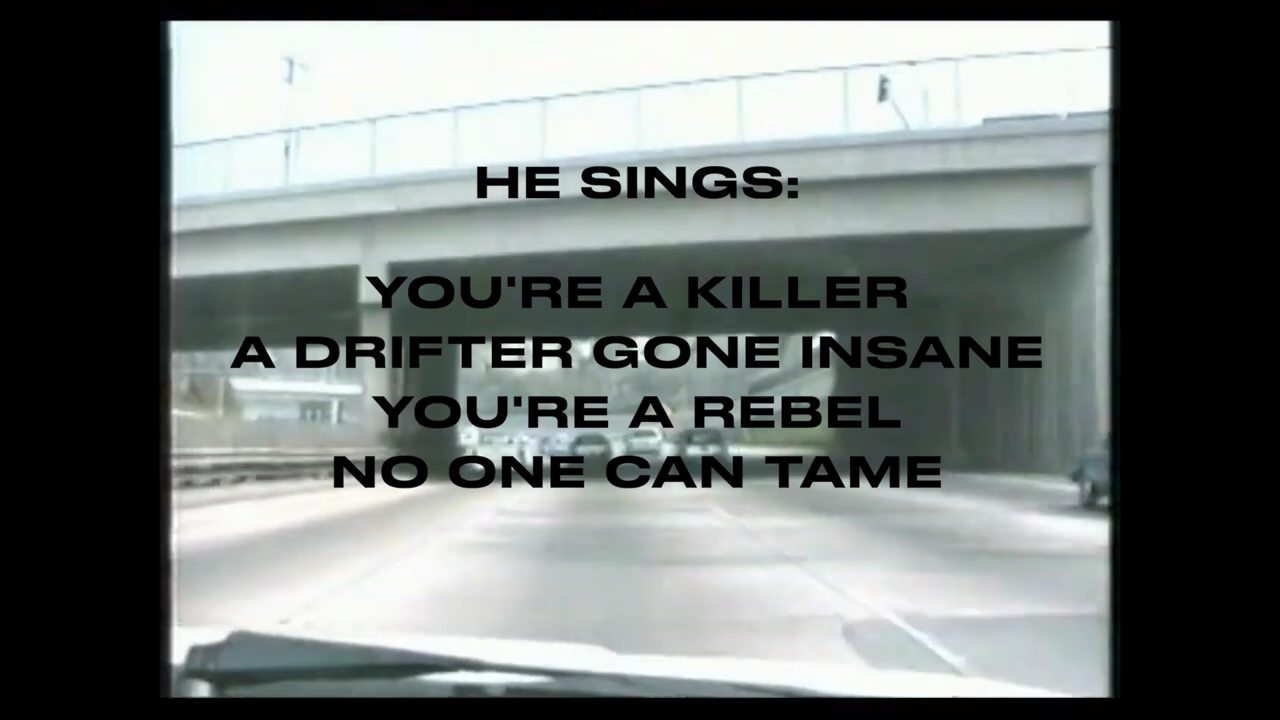 HE SINGS:
YOU'RE A KILLER
A DRIFTER GONE INSANE
YOU'RE A REBEL
NO ONE CAN TAME